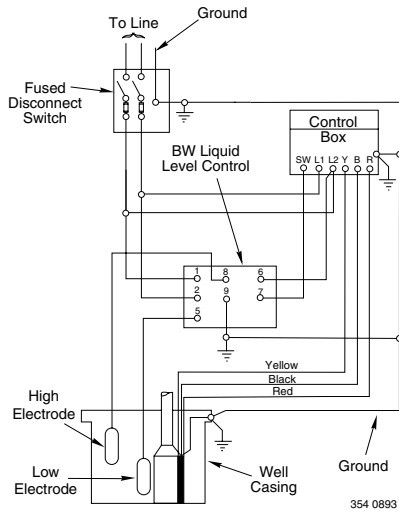 To Line
Ground
Fused
Disconnect
Switch
Control
Box
BW Liquid
Level Control
SW L1 L2 Y B R
1 8 6
2 9 7
5
Yellow
Black
Red
High
Electrode
Low
Electrode
Well
Casing
Ground
354 0893